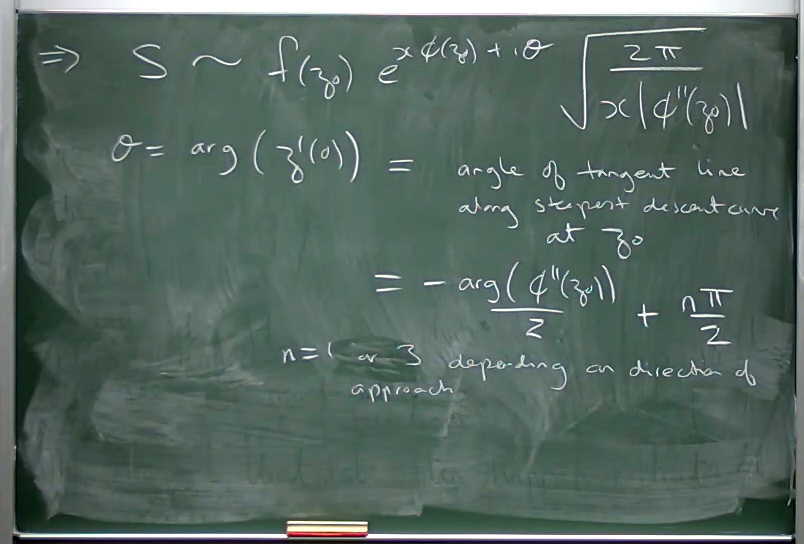 ⇒ S ~ f(z₀) e^{xϕ(z₀) + iθ} √(2π / x|ϕ''(z₀)|)
θ = arg(z'(0)) = angle of tangent line
along steepest descent curve
at z₀
= - arg(ϕ''(z₀))/2 + nπ/2
n=1 or 3 depending on direction of
approach